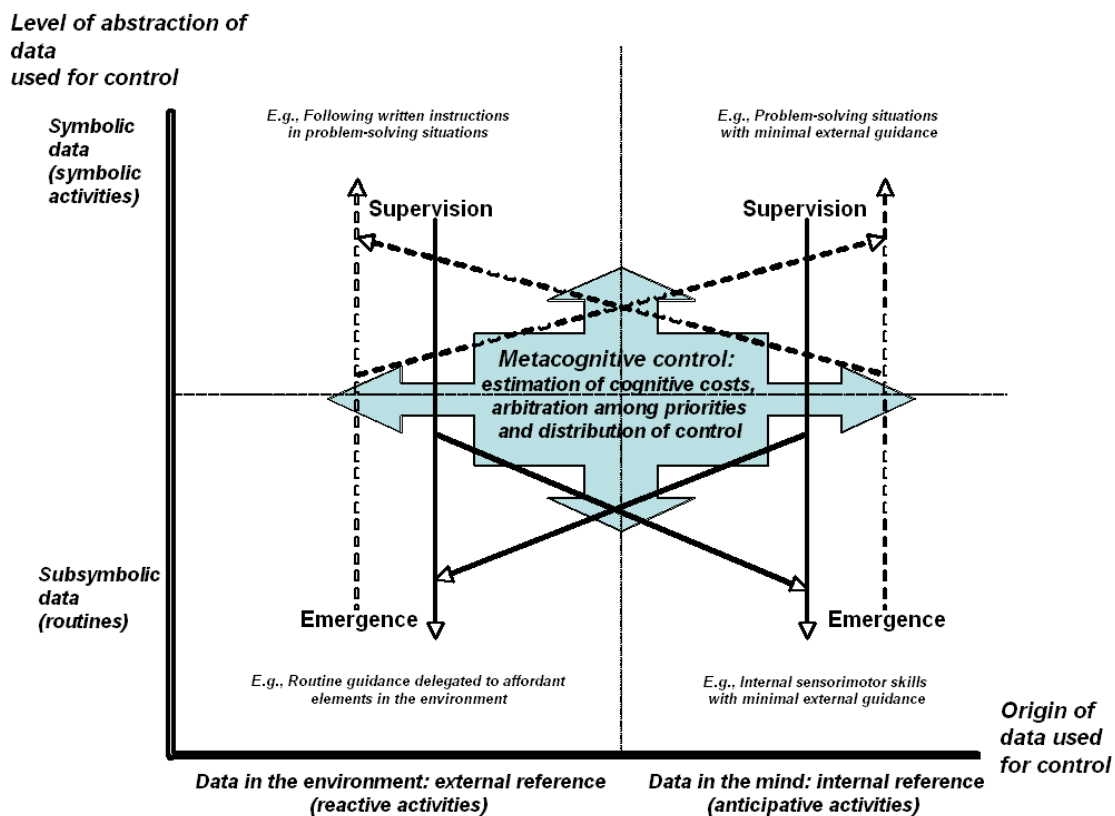 Level of abstraction of
data
used for control
E.g., Following written instructions
in problem-solving situations
E.g., Problem-solving situations
with minimal external guidance
Symbolic
data
(symbolic
activities)
Supervision
Supervision
Metacognitive control:
estimation of cognitive costs,
arbitration among priorities
and distribution of control
Subsymbolic
data
(routines)
Emergence
Emergence
E.g., Routine guidance delegated to affordant
elements in the environment
E.g., Internal sensorimotor skills
with minimal external guidance
Origin of
data used
for control
Data in the environment: external reference
(reactive activities)
Data in the mind: internal reference
(anticipative activities)